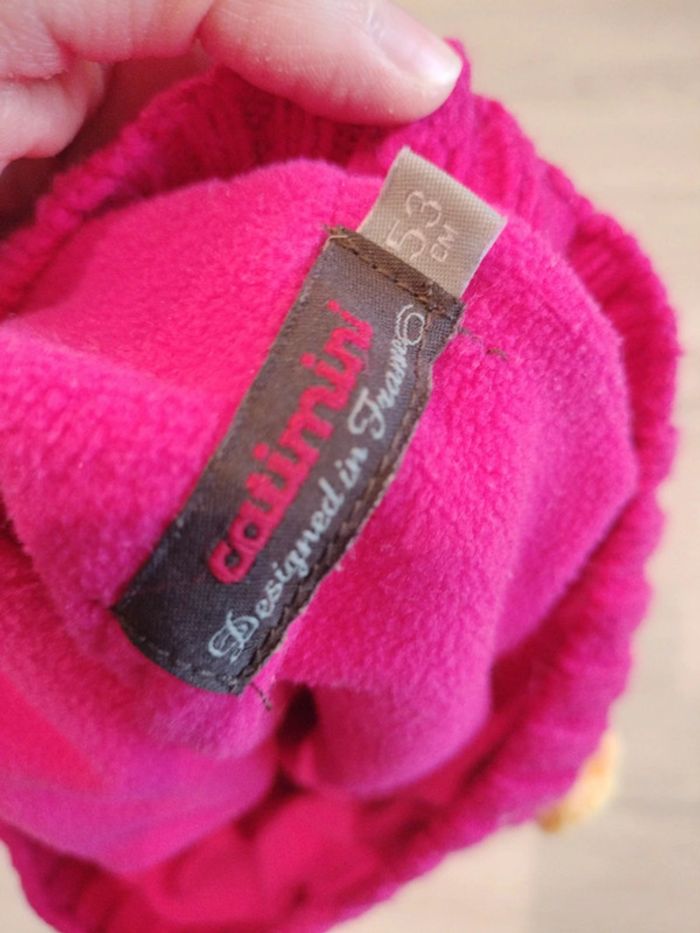 53
CM
catimini
Designed in France